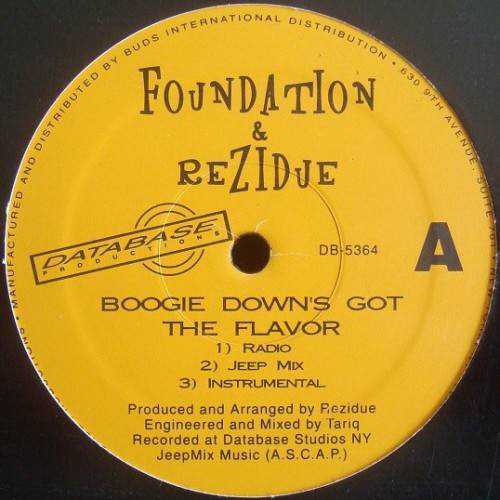 MANUFACTURED AND DISTRIBUTED BY BUDS INTERNATIONAL DISTRIBUTION • 630 9TH AVENUE, SUITE
FOUNDATION
&
REZIDUE
DATABASE
PRODUCTIONS
DB-5364
A
BOOGIE DOWN'S GOT
THE FLAVOR
1) RADIO
2) JEEP MIX
3) INSTRUMENTAL
Produced and Arranged by Rezidue
Engineered and Mixed by Tariq
Recorded at Database Studios NY
JeepMix Music (A.S.C.A.P.)